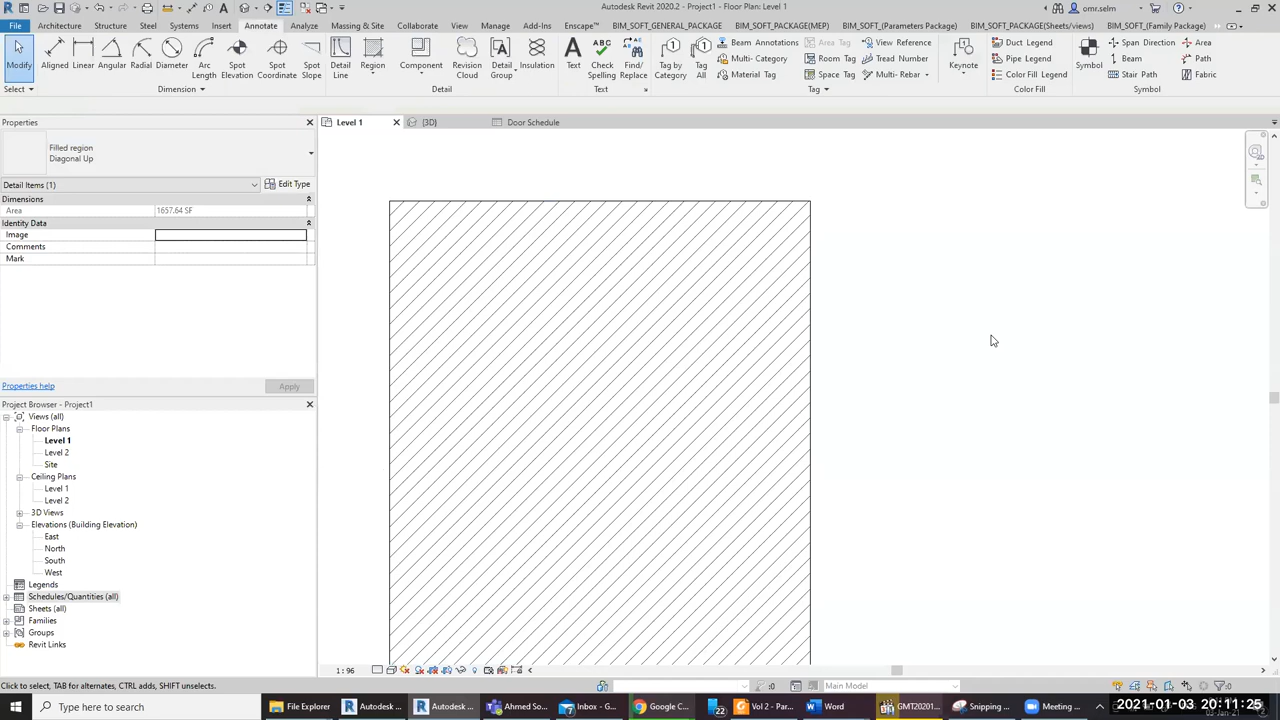 Autodesk Revit 2020.2 - Project1 - Floor Plan: Level 1
omr.selm
File Architecture Structure Steel Systems Insert Annotate Analyze Massing & Site Collaborate View Manage Add-Ins Enscape™ BIM_SOFT_GENERAL_PACKAGE BIM_SOFT_PACKAGE(MEP) BIM_SOFT_(Parameters Package) BIM_SOFT_PACKAGE(Sheets/views) BIM_SOFT_(Family Package)
Modify Aligned Linear Angular Radial Diameter Arc Length Spot Elevation Spot Coordinate Spot Slope Detail Line Region Component Revision Cloud Detail Group Insulation Text Check Spelling Find/ Replace Tag by Category Tag All
Beam Annotations Area Tag View Reference
Multi- Category Room Tag Tread Number
Material Tag Space Tag Multi- Rebar
Keynote
Duct Legend
Pipe Legend
Color Fill Legend
Symbol
Span Direction Area
Beam Path
Stair Path Fabric
Select Dimension Detail Text Tag Color Fill Symbol
Properties
Level 1 {3D} Door Schedule
Filled region
Diagonal Up
Detail Items (1) Edit Type
Dimensions
Area 1657.64 SF
Identity Data
Image
Comments
Mark
Properties help Apply
Project Browser - Project1
Views (all)
Floor Plans
Level 1
Level 2
Site
Ceiling Plans
Level 1
Level 2
3D Views
Elevations (Building Elevation)
East
North
South
West
Legends
Schedules/Quantities (all)
Sheets (all)
Families
Groups
Revit Links
1 : 96
Click to select, TAB for alternates, CTRL adds, SHIFT unselects.
:0 Main Model :0
Type here to search
File Explorer Autodesk ... Autodesk ... Ahmed So... Inbox - G... Google C... 22 Vol 2 - Par... Word GMT20201... Snipping ... Meeting ...
2021-01-03 20:11:25